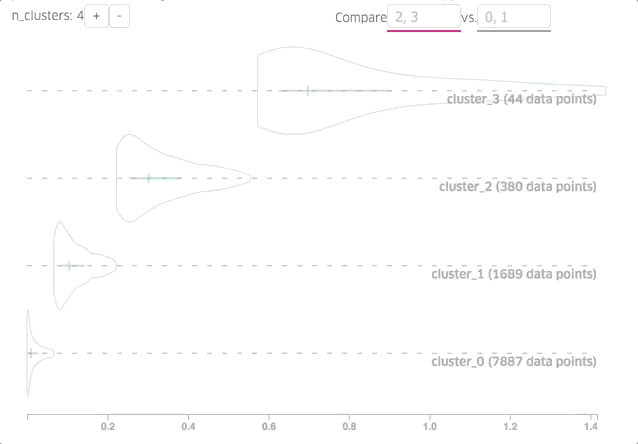 n_clusters: 4 + - Compare 2, 3 vs. 0, 1
cluster_3 (44 data points)
cluster_2 (380 data points)
cluster_1 (1689 data points)
cluster_0 (7887 data points)
0.2 0.4 0.6 0.8 1.0 1.2 1.4